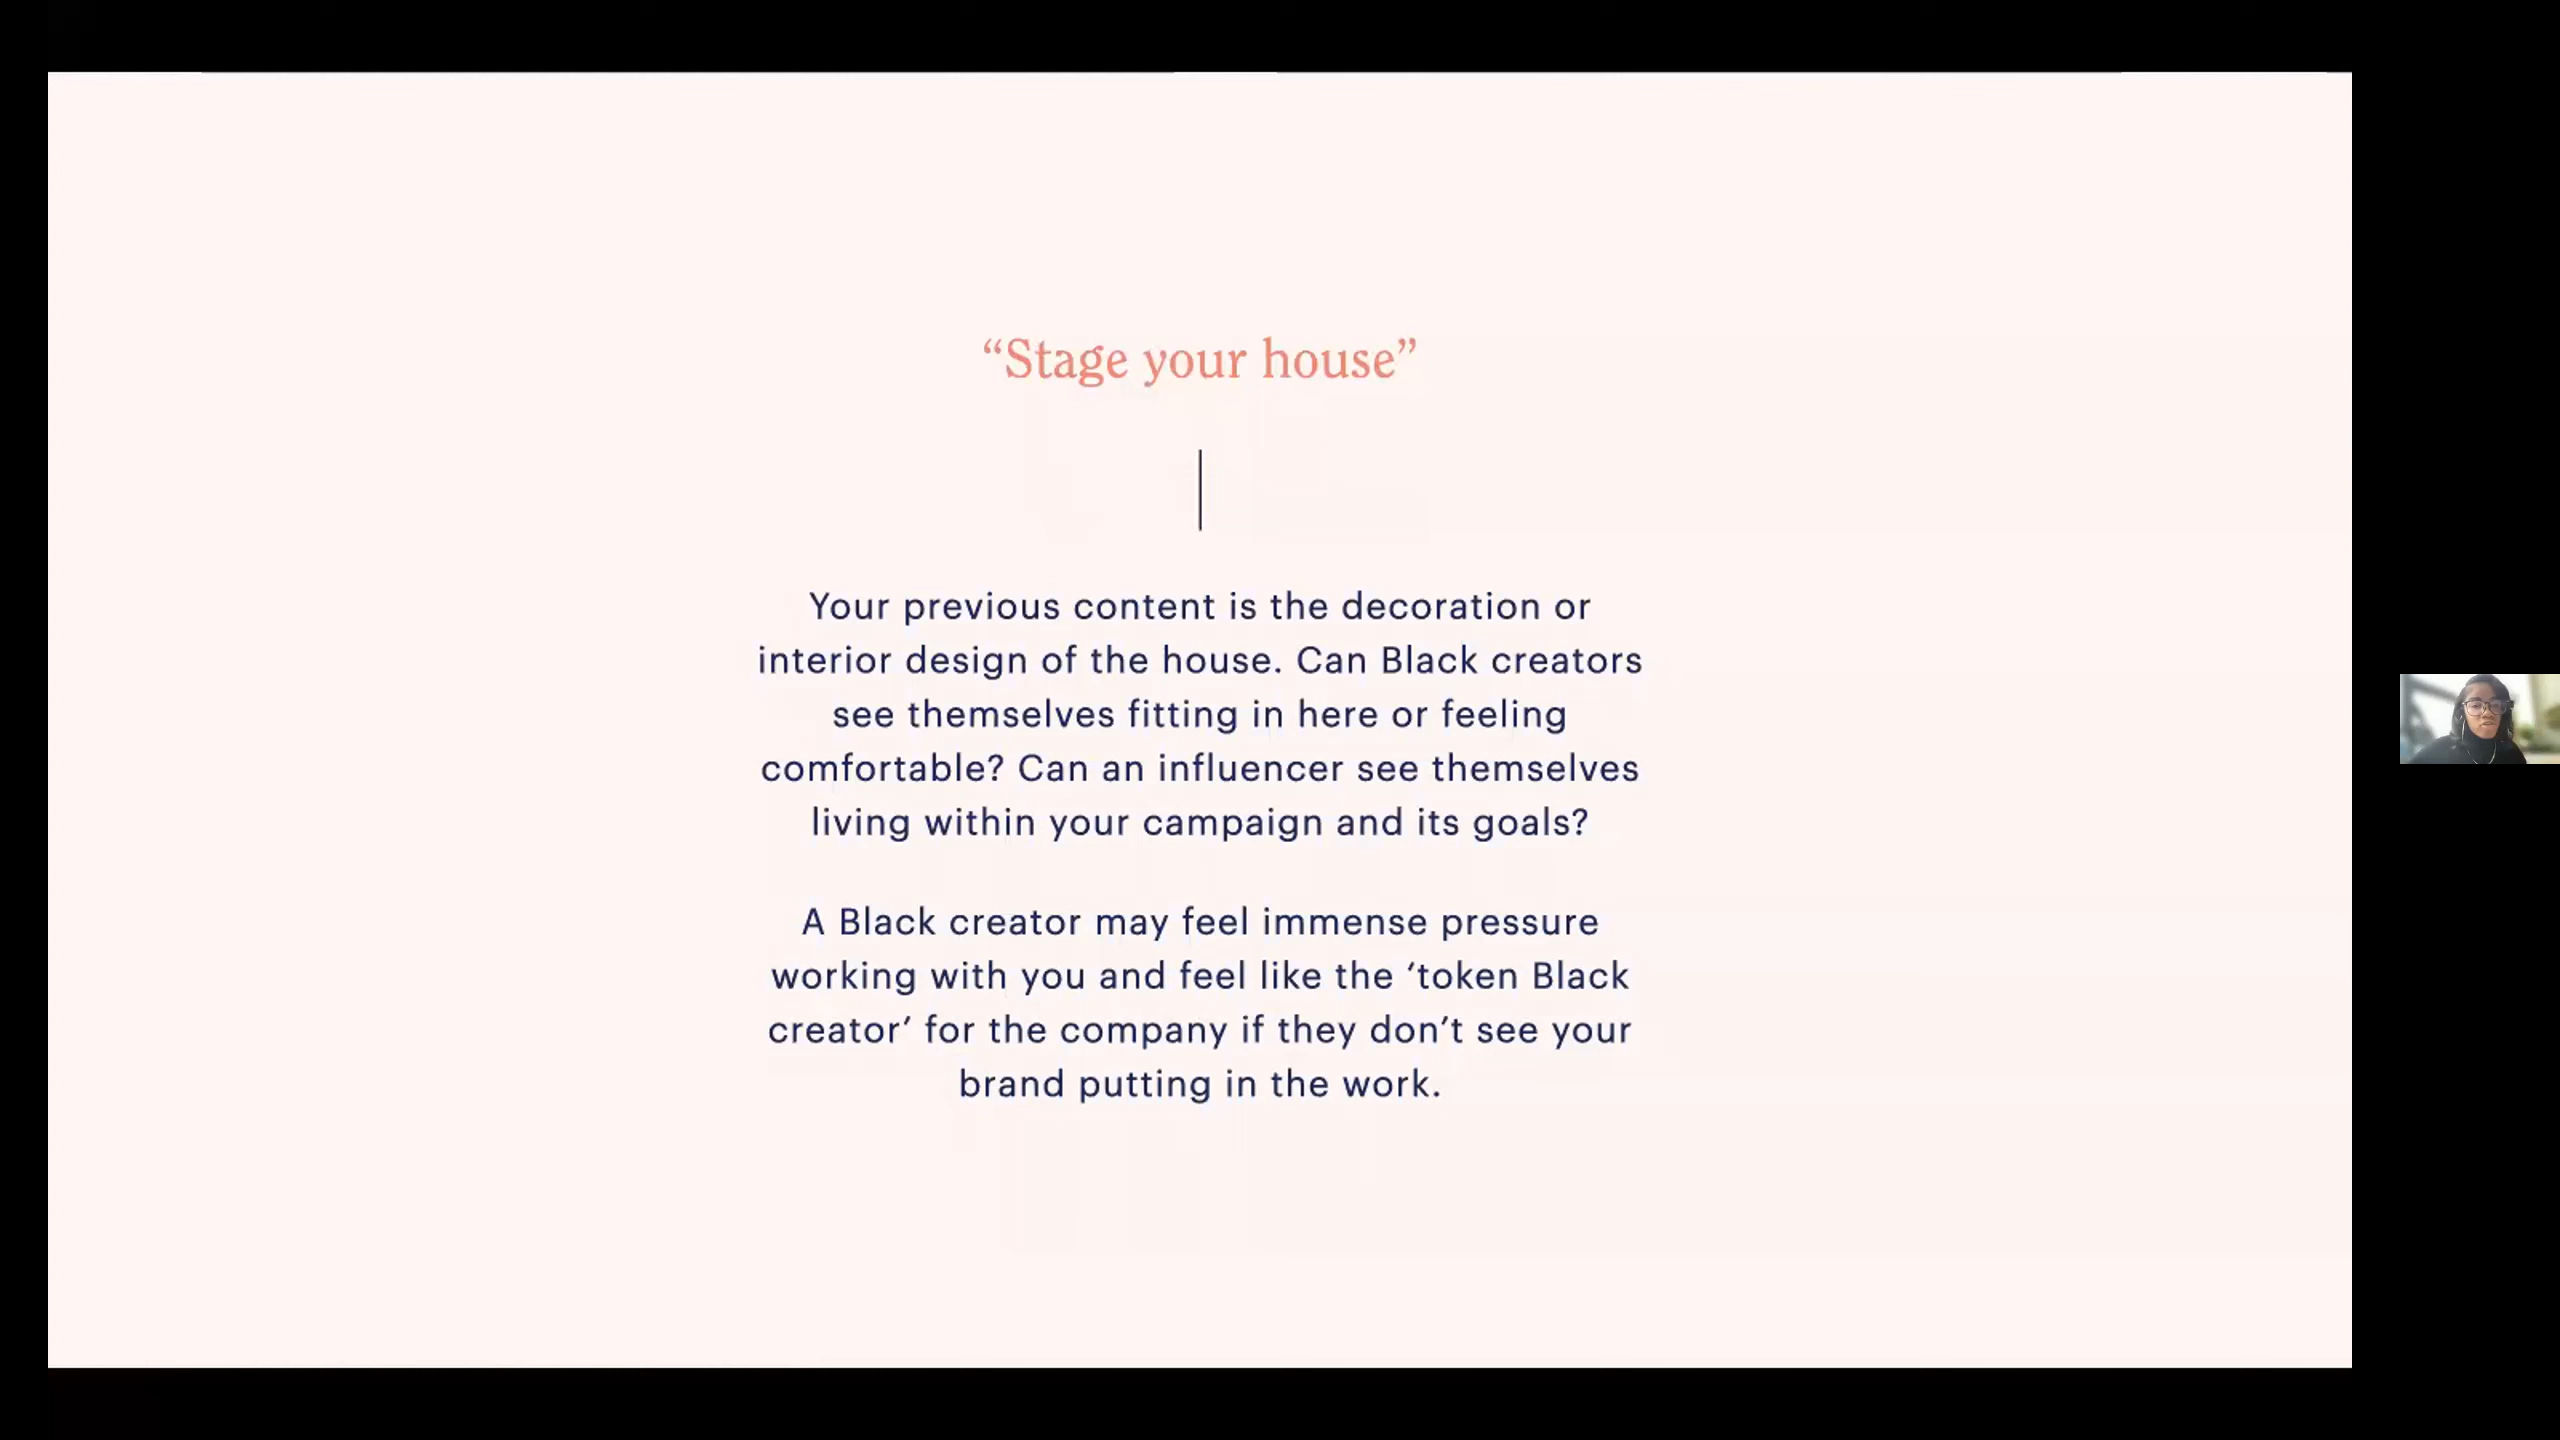 “Stage your house”
Your previous content is the decoration or
interior design of the house. Can Black creators
see themselves fitting in here or feeling
comfortable? Can an influencer see themselves
living within your campaign and its goals?
A Black creator may feel immense pressure
working with you and feel like the ‘token Black
creator’ for the company if they don’t see your
brand putting in the work.